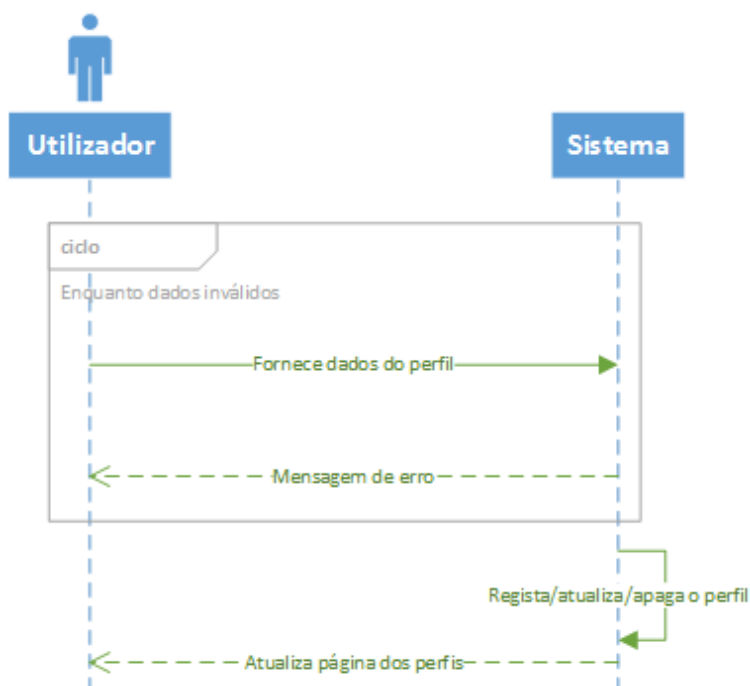 Utilizador
Sistema
ciclo
Enquanto dados inválidos
Fornece dados do perfil
Mensagem de erro
Regista/atualiza/apaga o perfil
Atualiza página dos perfis